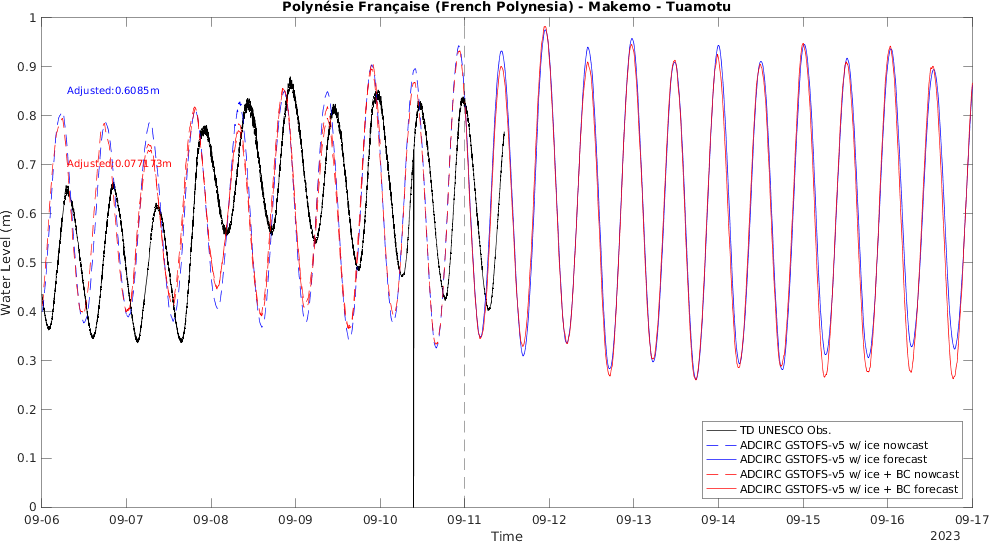 Polynésie Française (French Polynesia) - Makemo - Tuamotu
1
0.9
0.8
0.7
0.6
0.5
0.4
0.3
0.2
0.1
0
Water Level (m)
Adjusted:0.6085m
Adjusted:0.077173m
TD UNESCO Obs.
ADCIRC GSTOFS-v5 w/ ice nowcast
ADCIRC GSTOFS-v5 w/ ice forecast
ADCIRC GSTOFS-v5 w/ ice + BC nowcast
ADCIRC GSTOFS-v5 w/ ice + BC forecast
09-06 09-07 09-08 09-09 09-10 09-11 09-12 09-13 09-14 09-15 09-16 09-17
Time
2023